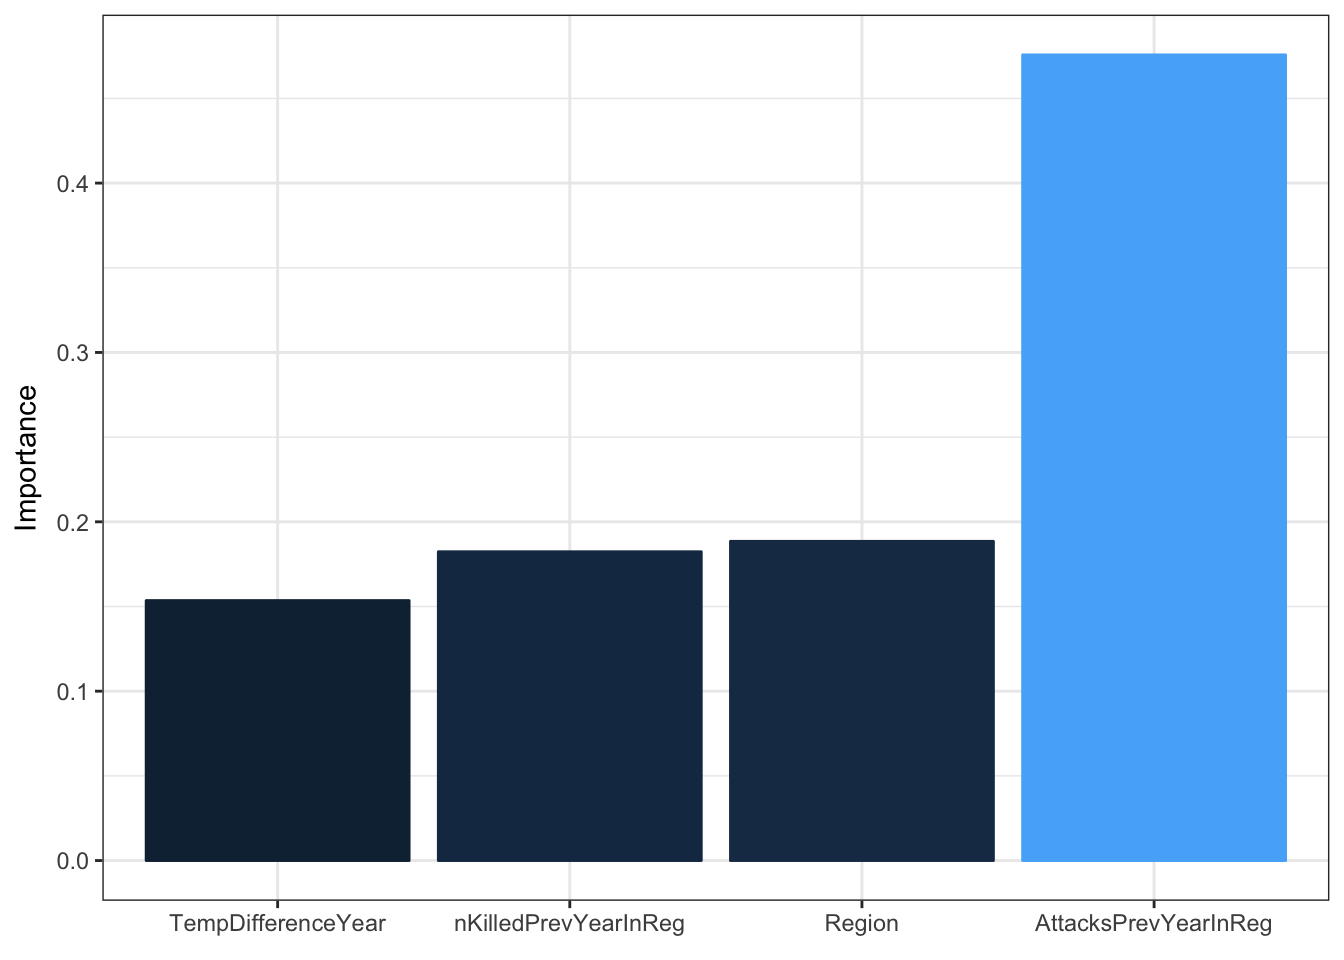 Importance
0.4
0.3
0.2
0.1
0.0
TempDifferenceYear
nKilledPrevYearInReg
Region
AttacksPrevYearInReg